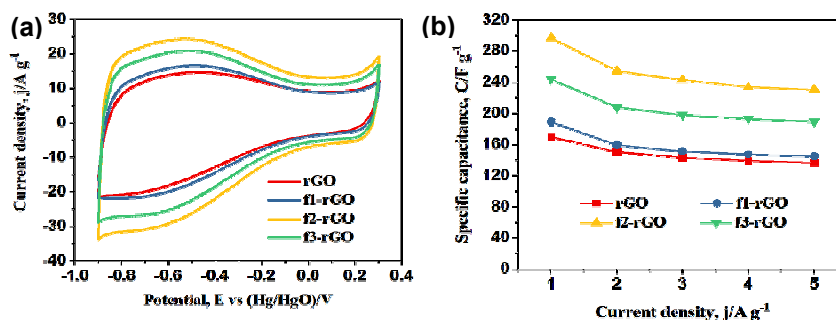 (a)
Current density, j/A g-1
30
20
10
0
-10
-20
-30
-40
rGO
f1-rGO
f2-rGO
f3-rGO
-1.0 -0.8 -0.6 -0.4 -0.2 0.0 0.2 0.4
Potential, E vs (Hg/HgO)/V
(b)
Specific capacitance, C/F g-1
320
280
240
200
160
120
80
40
0
rGO f1-rGO
f2-rGO f3-rGO
1 2 3 4 5
Current density, j/A g-1